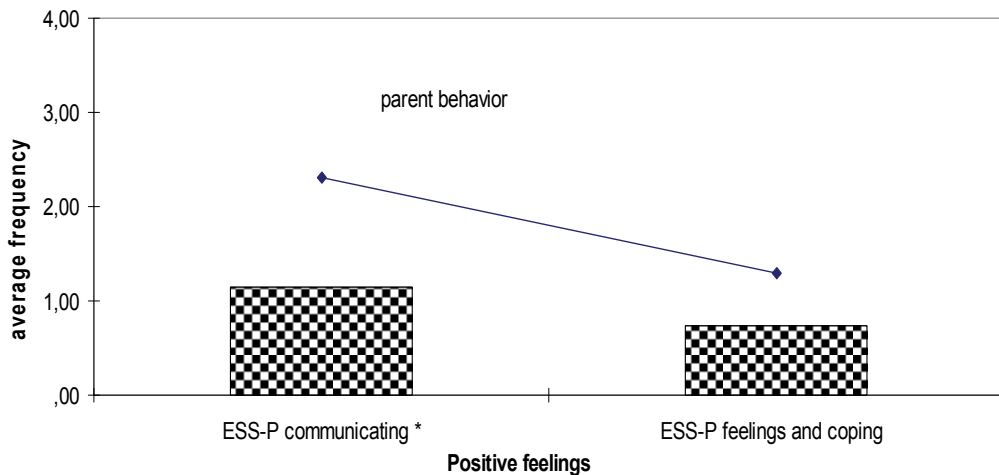 4,00
3,00
2,00
1,00
,00
average frequency
parent behavior
ESS-P communicating *
ESS-P feelings and coping
Positive feelings